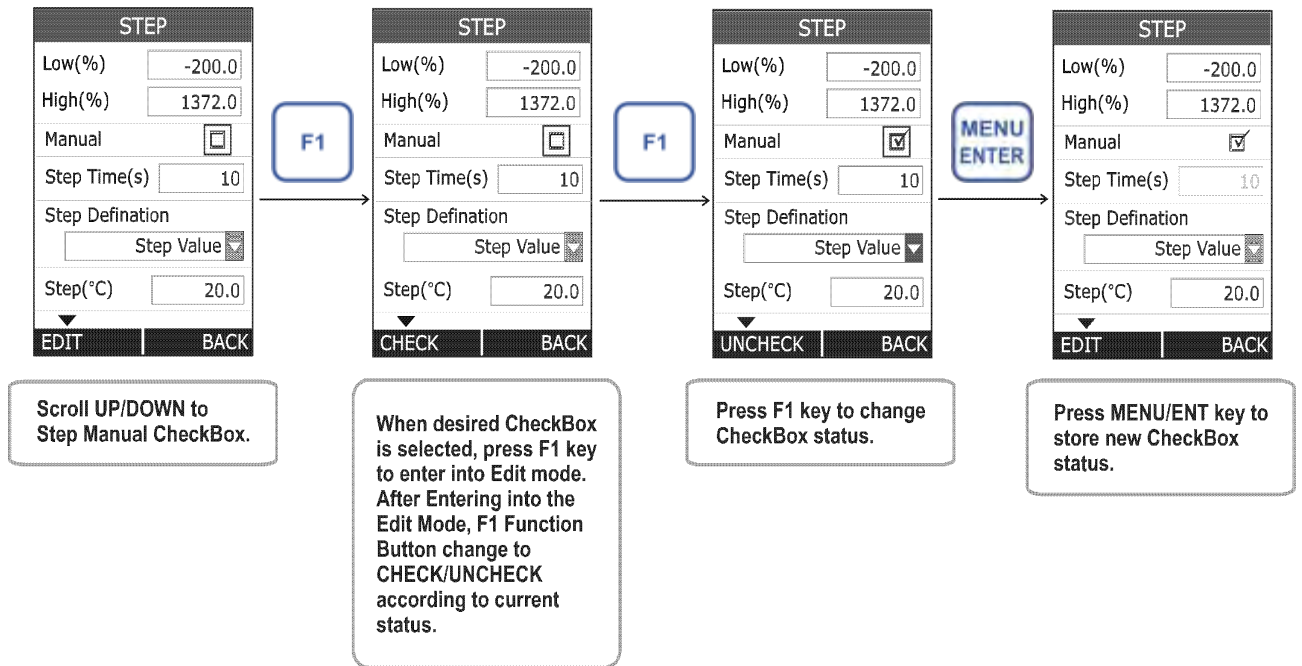 STEP
Low(%) -200.0
High(%) 1372.0
Manual
Step Time(s) 10
Step Defination
Step Value
Step(°C) 20.0
EDIT BACK
F1
STEP
Low(%) -200.0
High(%) 1372.0
Manual
Step Time(s) 10
Step Defination
Step Value
Step(°C) 20.0
CHECK BACK
F1
STEP
Low(%) -200.0
High(%) 1372.0
Manual
Step Time(s) 10
Step Defination
Step Value
Step(°C) 20.0
UNCHECK BACK
MENU
ENTER
STEP
Low(%) -200.0
High(%) 1372.0
Manual
Step Time(s) 10
Step Defination
Step Value
Step(°C) 20.0
EDIT BACK
Scroll UP/DOWN to
Step Manual CheckBox.
When desired CheckBox
is selected, press F1 key
to enter into Edit mode.
After Entering into the
Edit Mode, F1 Function
Button change to
CHECK/UNCHECK
according to current
status.
Press F1 key to change
CheckBox status.
Press MENU/ENT key to
store new CheckBox
status.